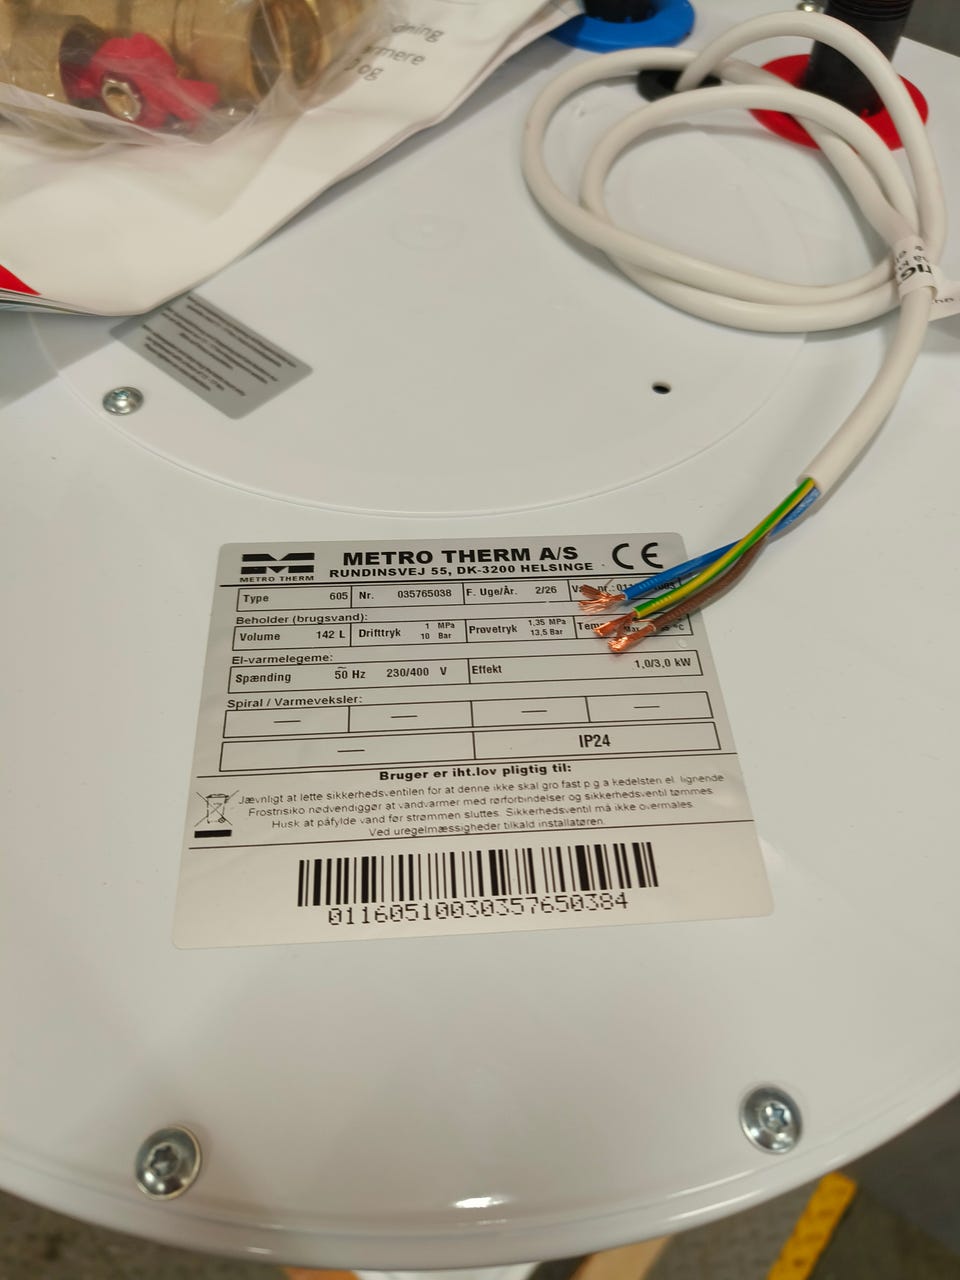 dning
ærmere
og
METRO THERM
METRO THERM A/S
RUNDINSVEJ 55, DK-3200 HELSINGE
CE
Type 605 Nr. 035765038 F. Uge/År. 2/26
Beholder (brugsvand):
Volume 142 L Drifttryk 1 MPa 10 Bar Prøvetryk 1,35 MPa 13,5 Bar °C
El-varmelegeme:
Spænding 50 Hz 230/400 V Effekt 1,0/3,0 kW
Spiral / Varmeveksler:
— — — —
— IP24
Bruger er iht.lov pligtig til:
Jævnligt at lette sikkerhedsventilen for at denne ikke skal gro fast p g a kedelsten el. lignende
Frostrisiko nødvendiggør at vandvarmer med rørforbindelser og sikkerhedsventil tømmes.
Husk at påfylde vand før strømmen sluttes. Sikkerhedsventil må ikke overmales.
Ved uregelmæssigheder tilkald installatøren.
01160510030357650384